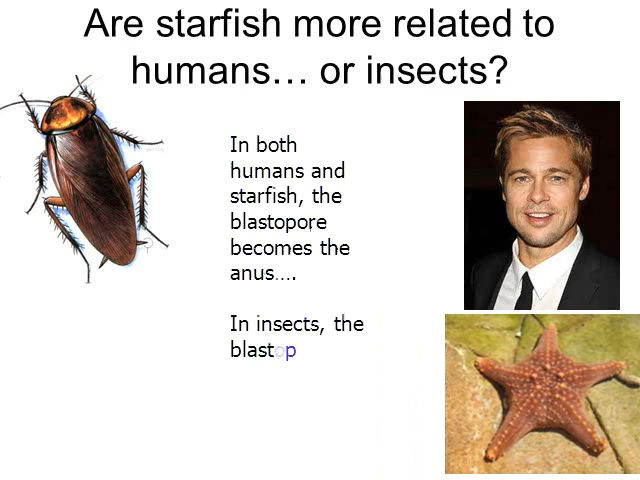 Are starfish more related to
humans… or insects?
In both
humans and
starfish, the
blastopore
becomes the
anus….
In insects, the
blastop